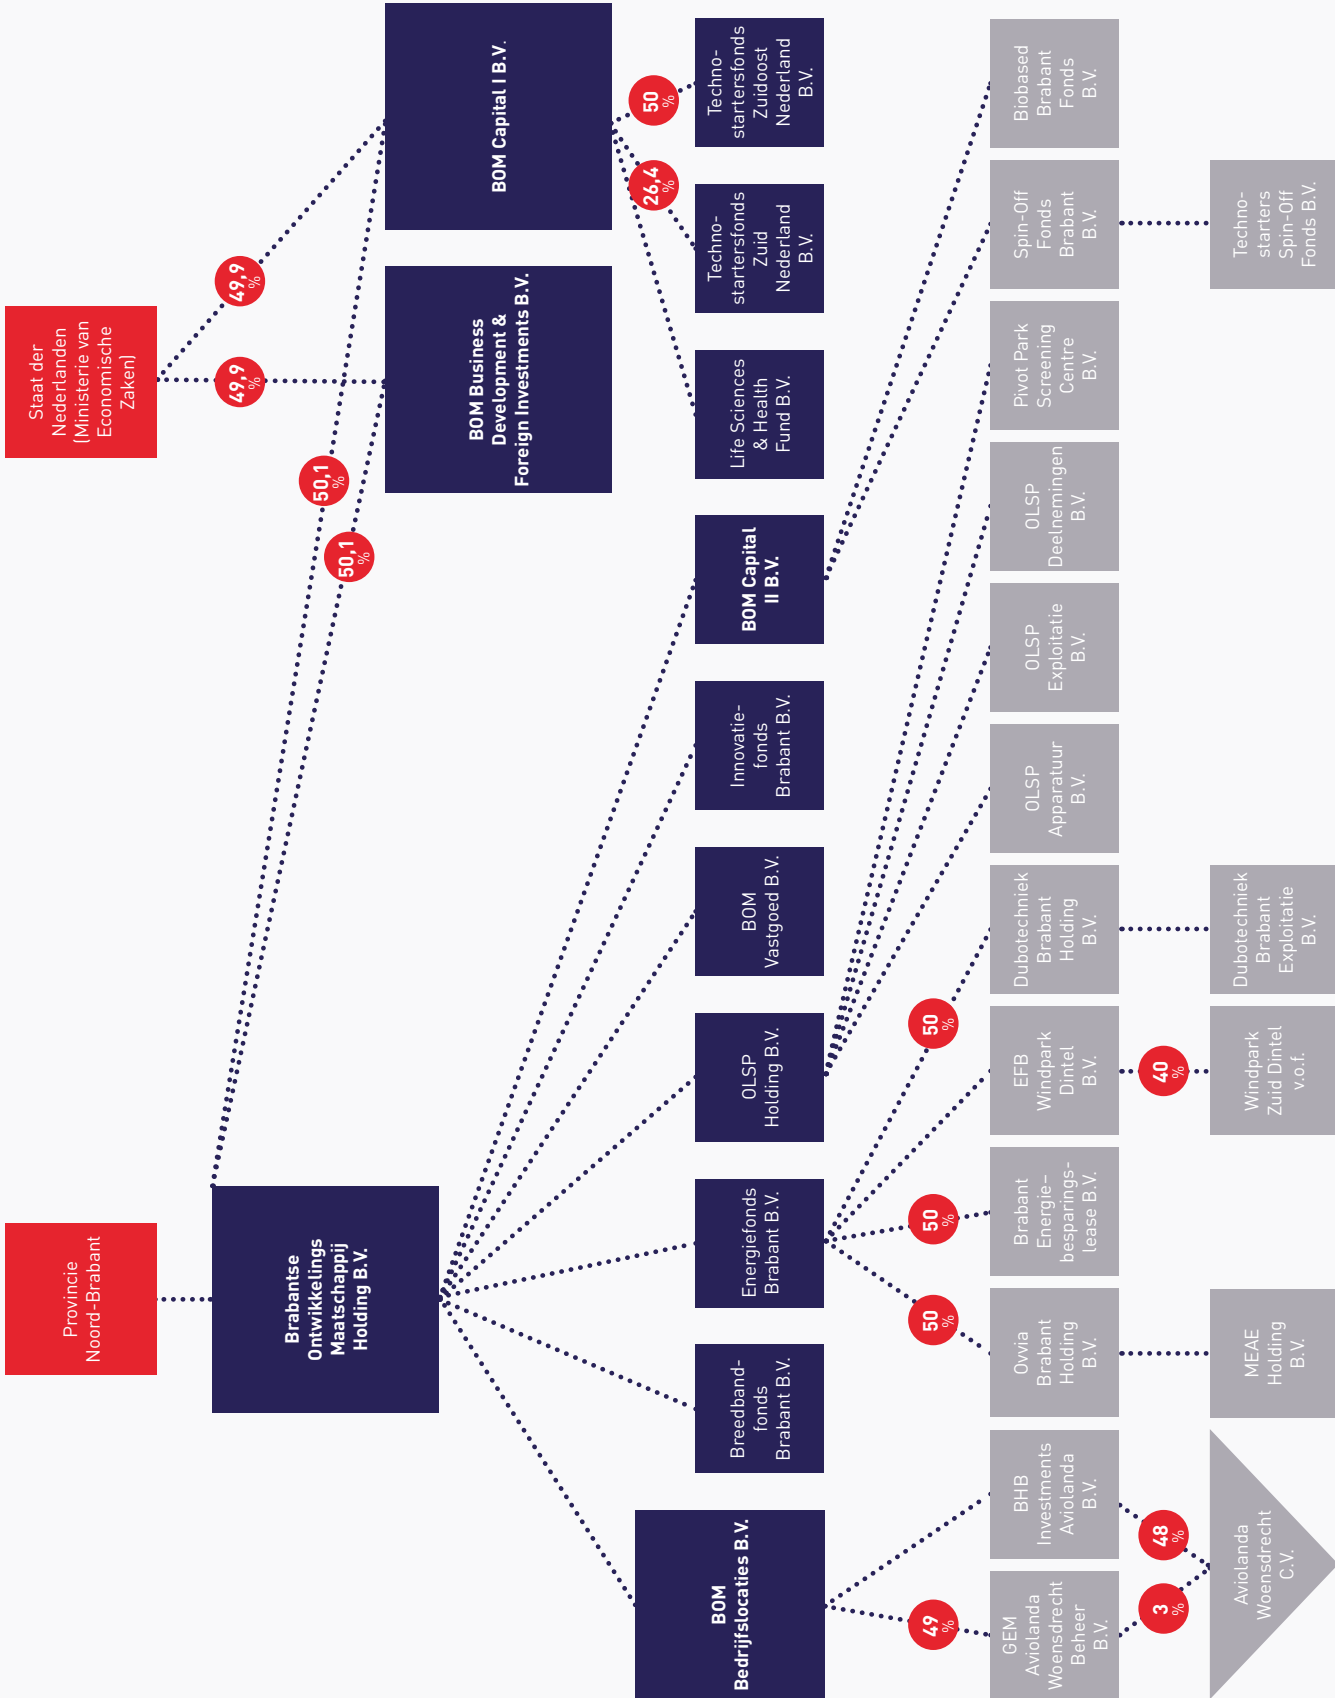 Provincie
Noord-Brabant
Staat der
Nederlanden
(Ministerie van
Economische
Zaken)
49,9
%
49,9
%
50,1
%
50,1
%
Brabantse
Ontwikkelings
Maatschappij
Holding B.V.
BOM Business
Development &
Foreign Investments B.V.
BOM Capital I B.V.
26,4
%
50
%
BOM
Bedrijfslocaties B.V.
Breedband-
fonds
Brabant B.V.
Energiefonds
Brabant B.V.
OLSP
Holding B.V.
BOM
Vastgoed B.V.
Innovatie-
fonds
Brabant B.V.
BOM Capital
II B.V.
Life Sciences
& Health
Fund B.V.
Techno-
startersfonds
Zuid
Nederland
B.V.
Techno-
startersfonds
Zuidoost
Nederland
B.V.
49
%
50
%
50
%
50
%
GEM
Aviolanda
Woensdrecht
Beheer
B.V.
BHB
Investments
Aviolanda
B.V.
Ovvia
Brabant
Holding
B.V.
Brabant
Energie–
besparings-
lease B.V.
EFB
Windpark
Dintel
B.V.
Dubotechniek
Brabant
Holding
B.V.
OLSP
Apparatuur
B.V.
OLSP
Exploitatie
B.V.
OLSP
Deelnemingen
B.V.
Pivot Park
Screening
Centre
B.V.
Spin-Off
Fonds
Brabant
B.V.
Biobased
Brabant
Fonds
B.V.
3
%
48
%
40
%
Aviolanda
Woensdrecht
C.V.
MEAE
Holding
B.V.
Windpark
Zuid Dintel
v.o.f.
Dubotechniek
Brabant
Exploitatie
B.V.
Techno-
starters
Spin-Off
Fonds B.V.